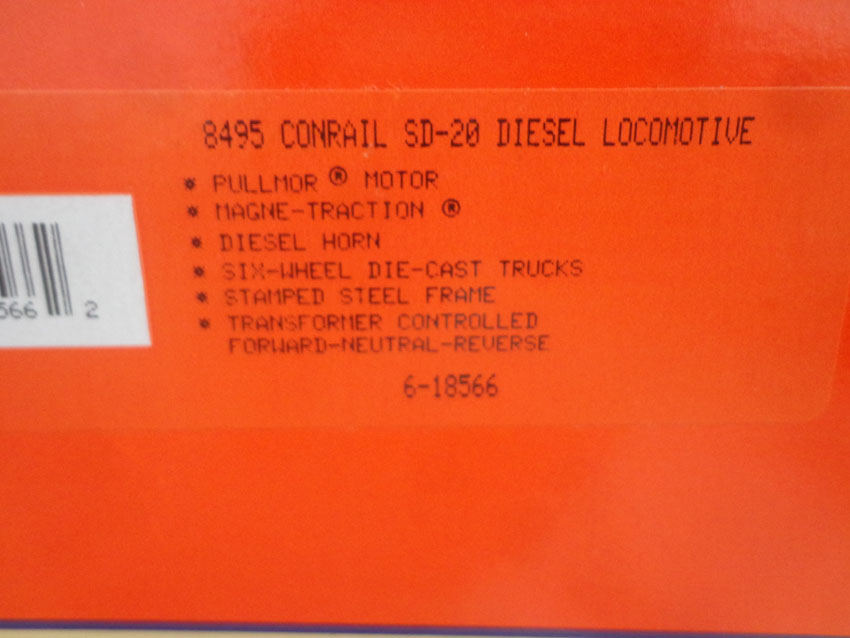 8495 CONRAIL SD-20 DIESEL LOCOMOTIVE
* PULLMOR ® MOTOR
* MAGNE-TRACTION ®
* DIESEL HORN
* SIX-WHEEL DIE-CAST TRUCKS
* STAMPED STEEL FRAME
* TRANSFORMER CONTROLLED
FORWARD-NEUTRAL-REVERSE
6-18566
566 2